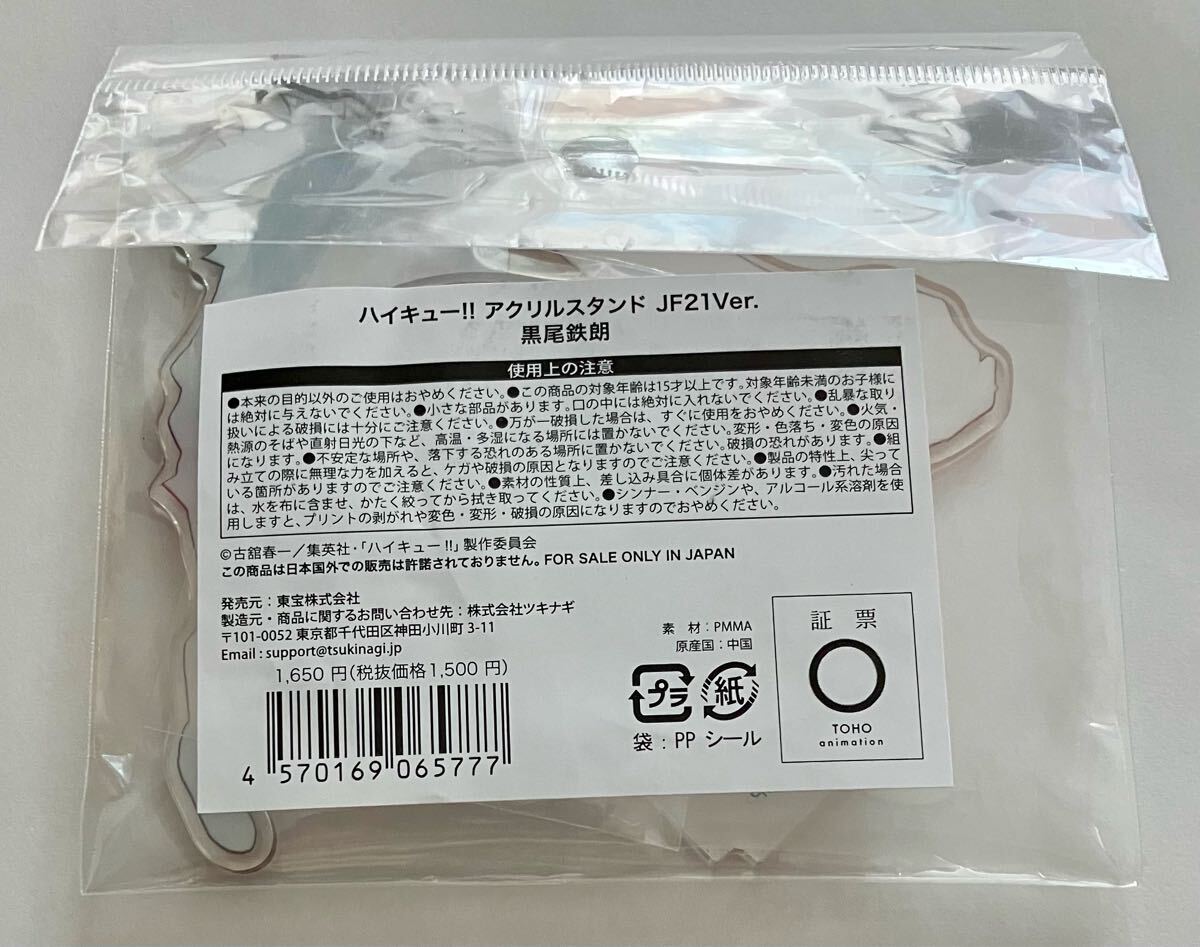 ハイキュー!! アクリルスタンド JF21Ver.
黒尾鉄朗
使用上の注意
●本来の目的以外のご使用はおやめください。●この商品の対象年齢は15才以上です。対象年齢未満のお子様に
は絶対に与えないでください。●小さな部品があります。口の中には絶対に入れないでください。●乱暴な取り
扱いによる破損には十分にご注意ください。●万が一破損した場合は、すぐに使用をおやめください。●火気・
熱源のそばや直射日光の下など、高温・多湿になる場所には置かないでください。変形・色落ち・変色の原因
になります。●不安定な場所や、落下する恐れのある場所に置かないでください。破損の恐れがあります。●組
み立ての際に無理な力を加えると、ケガや破損の原因となりますのでご注意ください。●製品の特性上、尖って
いる箇所がありますのでご注意ください。●素材の性質上、差し込み具合に個体差があります。●汚れた場合
は、水を布に含ませ、かたく絞ってから拭き取ってください。●シンナー・ベンジンや、アルコール系溶剤を使
用しますと、プリントの剥がれや変色・変形・破損の原因になりますのでおやめください。
©古舘春一／集英社・「ハイキュー!!」製作委員会
この商品は日本国外での販売は許諾されておりません。FOR SALE ONLY IN JAPAN
発売元：東宝株式会社
製造元・商品に関するお問い合わせ先：株式会社ツキナギ
〒101-0052 東京都千代田区神田小川町 3-11
Email : support@tsukinagi.jp
1,650 円(税抜価格1,500 円)
4 570169 065777
素 材：PMMA
原産国：中国
プラ 紙
袋：PP シール
証 票
TOHO
animation